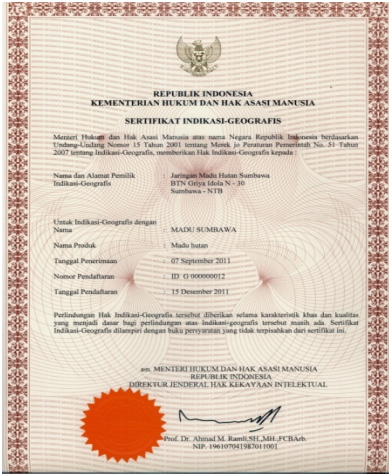 REPUBLIK INDONESIA
KEMENTERIAN HUKUM DAN HAK ASASI MANUSIA
SERTIFIKAT INDIKASI-GEOGRAFIS
Menteri Hukum dan Hak Asasi Manusia atas nama Negara Republik Indonesia berdasarkan
Undang-Undang Nomor 15 Tahun 2001 tentang Merek jo Peraturan Pemerintah No. 51 Tahun
2007 tentang Indikasi-Geografis, memberikan Hak Indikasi-Geografis kepada :
Nama dan Alamat Pemilik : Jaringan Madu Hutan Sumbawa
Indikasi-Geografis BTN Griya Idola N - 30
Sumbawa - NTB
Untuk Indikasi-Geografis dengan
Nama : MADU SUMBAWA
Nama Produk : Madu hutan
Tanggal Penerimaan : 07 September 2011
Nomor Pendaftaran : ID G 000000012
Tanggal Pendaftaran : 15 Desember 2011
Perlindungan Hak Indikasi-Geografis tersebut diberikan selama karakteristik khas dan kualitas
yang menjadi dasar bagi perlindungan atas Indikasi-geografis tersebut masih ada. Sertifikat
Indikasi-Geografis dilampiri dengan buku persyaratan yang tidak terpisahkan dari sertifikat ini.
an. MENTERI HUKUM DAN HAK ASASI MANUSIA
REPUBLIK INDONESIA
DIREKTUR JENDERAL HAK KEKAYAAN INTELEKTUAL
Prof. Dr. Ahmad M. Ramli,SH.,MH.,FCBArb.
NIP. 196107041987011001